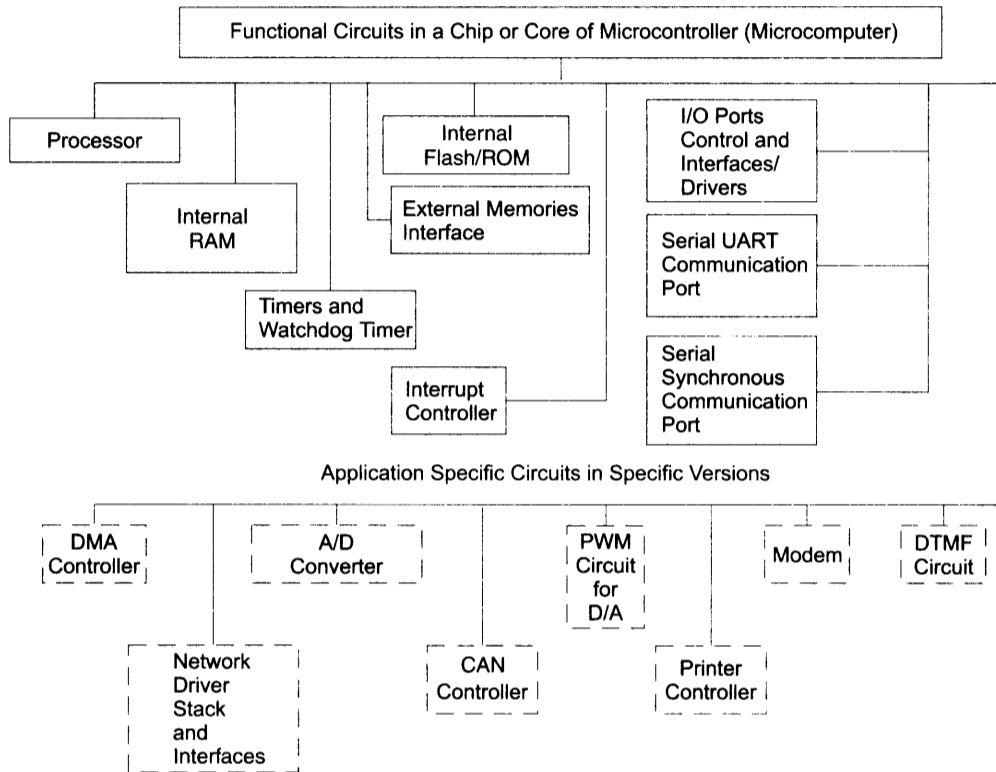 Functional Circuits in a Chip or Core of Microcontroller (Microcomputer)
Processor
Internal
RAM
Timers and
Watchdog Timer
Internal
Flash/ROM
External Memories
Interface
Interrupt
Controller
I/O Ports
Control and
Interfaces/
Drivers
Serial UART
Communication
Port
Serial
Synchronous
Communication
Port
Application Specific Circuits in Specific Versions
DMA
Controller
Network
Driver
Stack
and
Interfaces
A/D
Converter
CAN
Controller
PWM
Circuit
for
D/A
Printer
Controller
Modem
DTMF
Circuit